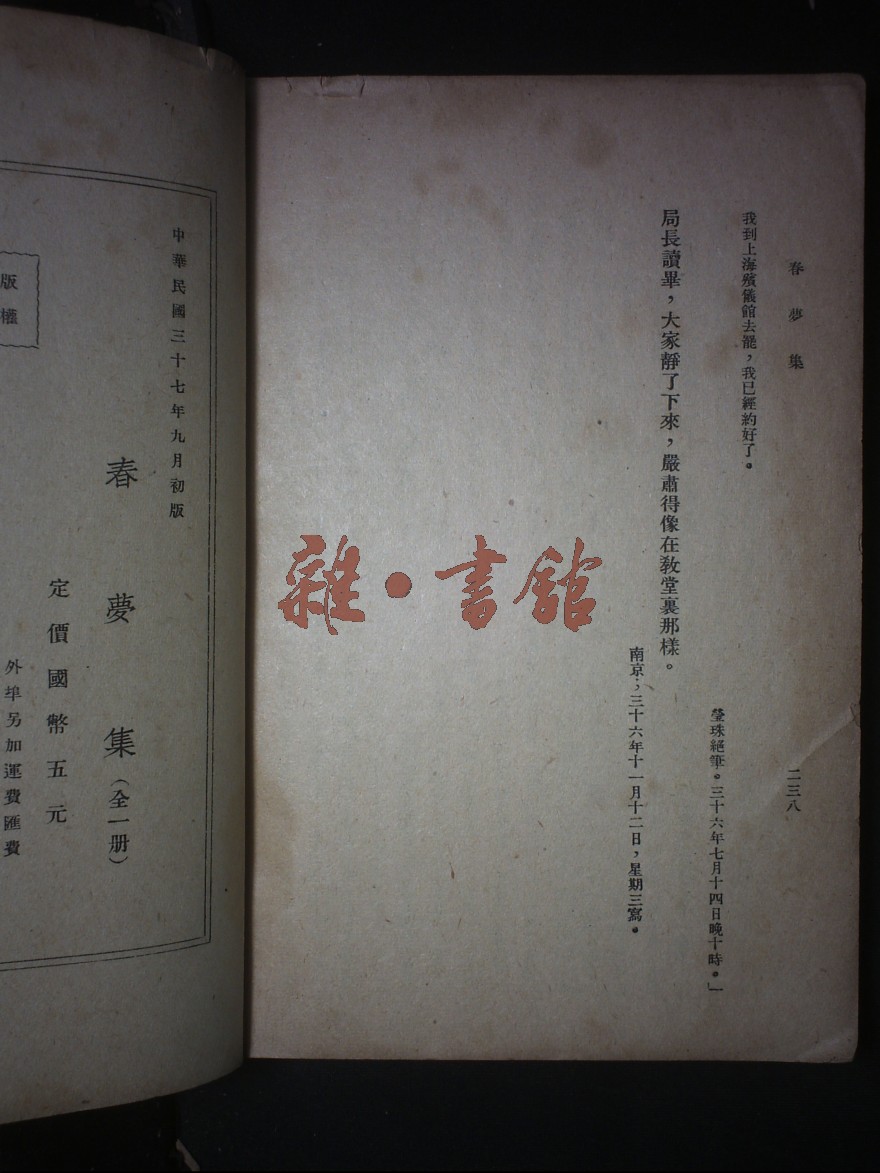 春夢集
二三八
我到上海殯儀館去罷，我已經約好了。
瑩珠絕筆。三十六年七月十四日晚十時。」
局長讀畢，大家靜了下來，嚴肅得像在敎堂裏那樣。
南京；三十六年十一月十二日，星期三寫。
中華民國三十七年九月初版
春夢集（全一册）
定價國幣五元
外埠另加運費匯費
版權
雜·書館